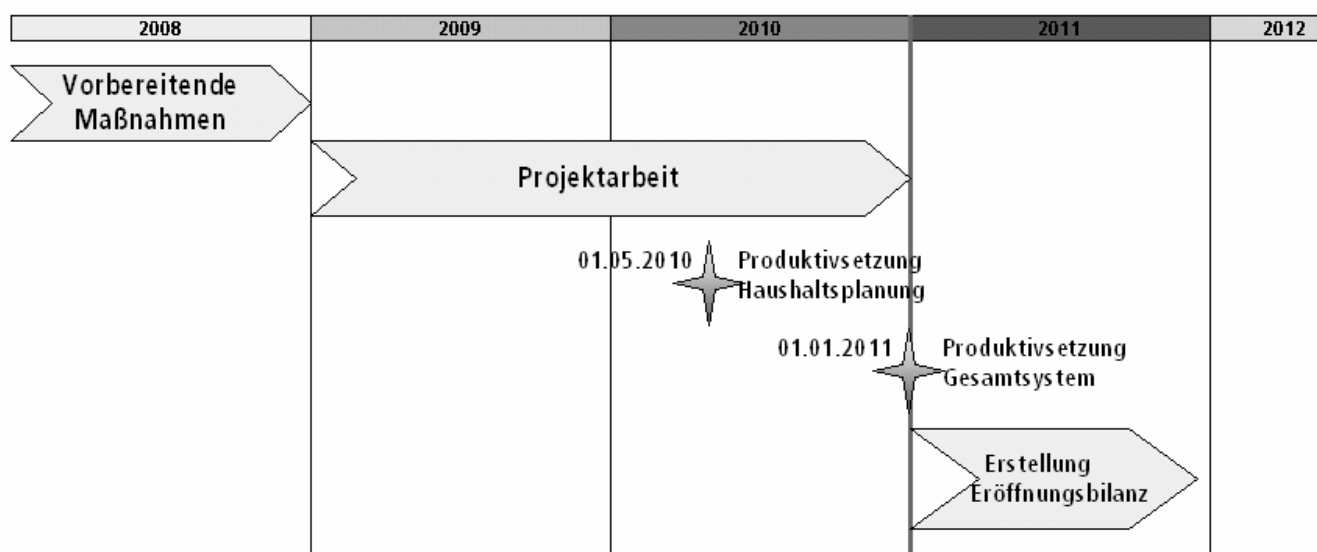 2008 2009 2010 2011 2012
Vorbereitende
Maßnahmen
Projektarbeit
01.05.2010 Produktivsetzung
Haushaltsplanung
01.01.2011 Produktivsetzung
Gesamtsystem
Erstellung
Eröffnungsbilanz